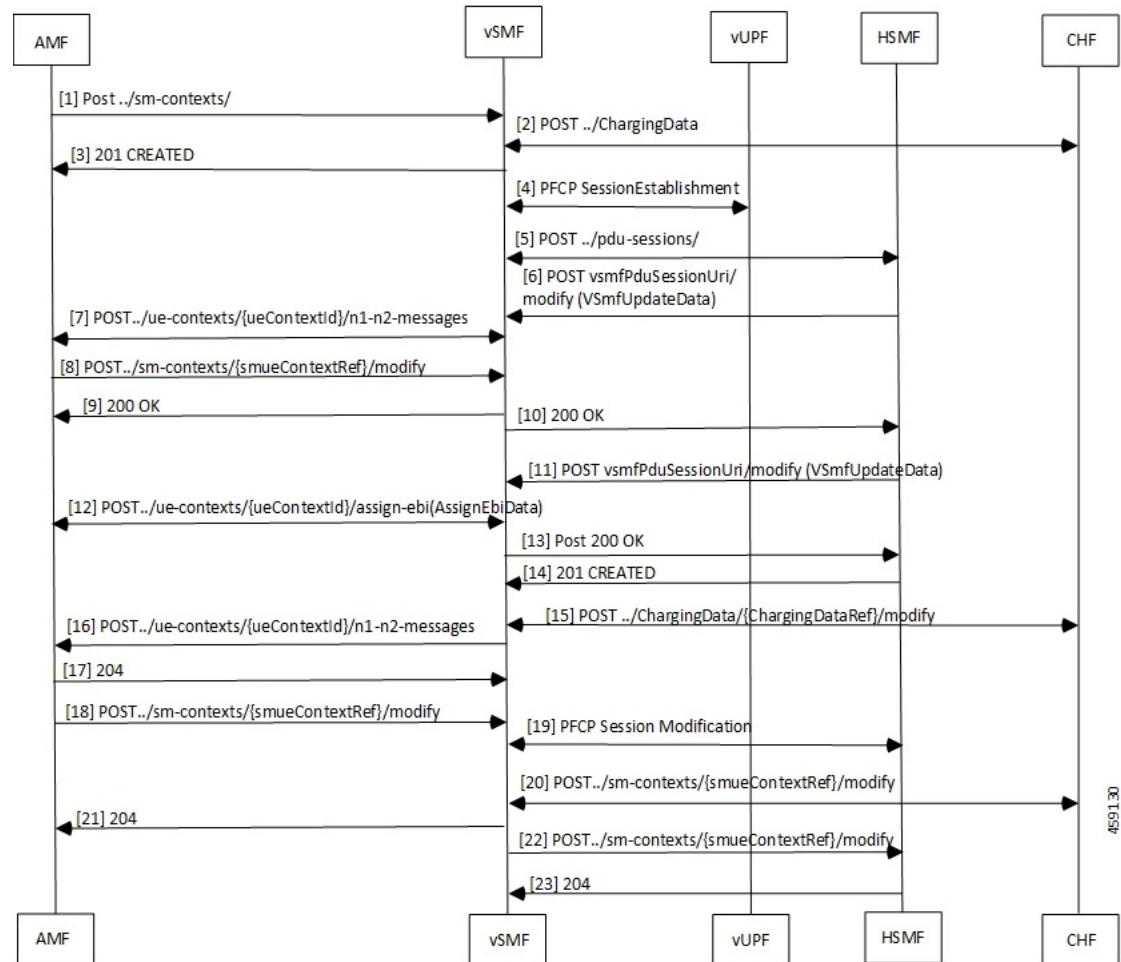 AMF
vSMF
vUPF
HSMF
CHF
[1] Post ../sm-contexts/
[2] POST ../ChargingData
[3] 201 CREATED
[4] PFCP SessionEstablishment
[5] POST ../pdu-sessions/
[6] POST vsmfPduSessionUri/
modify (VSmfUpdateData)
[7] POST../ue-contexts/{ueContextId}/n1-n2-messages
[8] POST../sm-contexts/{smueContextRef}/modify
[9] 200 OK
[10] 200 OK
[11] POST vsmfPduSessionUri/modify (VSmfUpdateData)
[12] POST../ue-contexts/{ueContextId}/assign-ebi(AssignEbiData)
[13] Post 200 OK
[14] 201 CREATED
[15] POST ../ChargingData/{ChargingDataRef}/modify
[16] POST../ue-contexts/{ueContextId}/n1-n2-messages
[17] 204
[18] POST../sm-contexts/{smueContextRef}/modify
[19] PFCP Session Modification
[20] POST../sm-contexts/{smueContextRef}/modify
[21] 204
[22] POST../sm-contexts/{smueContextRef}/modify
[23] 204
459130
AMF
vSMF
vUPF
HSMF
CHF